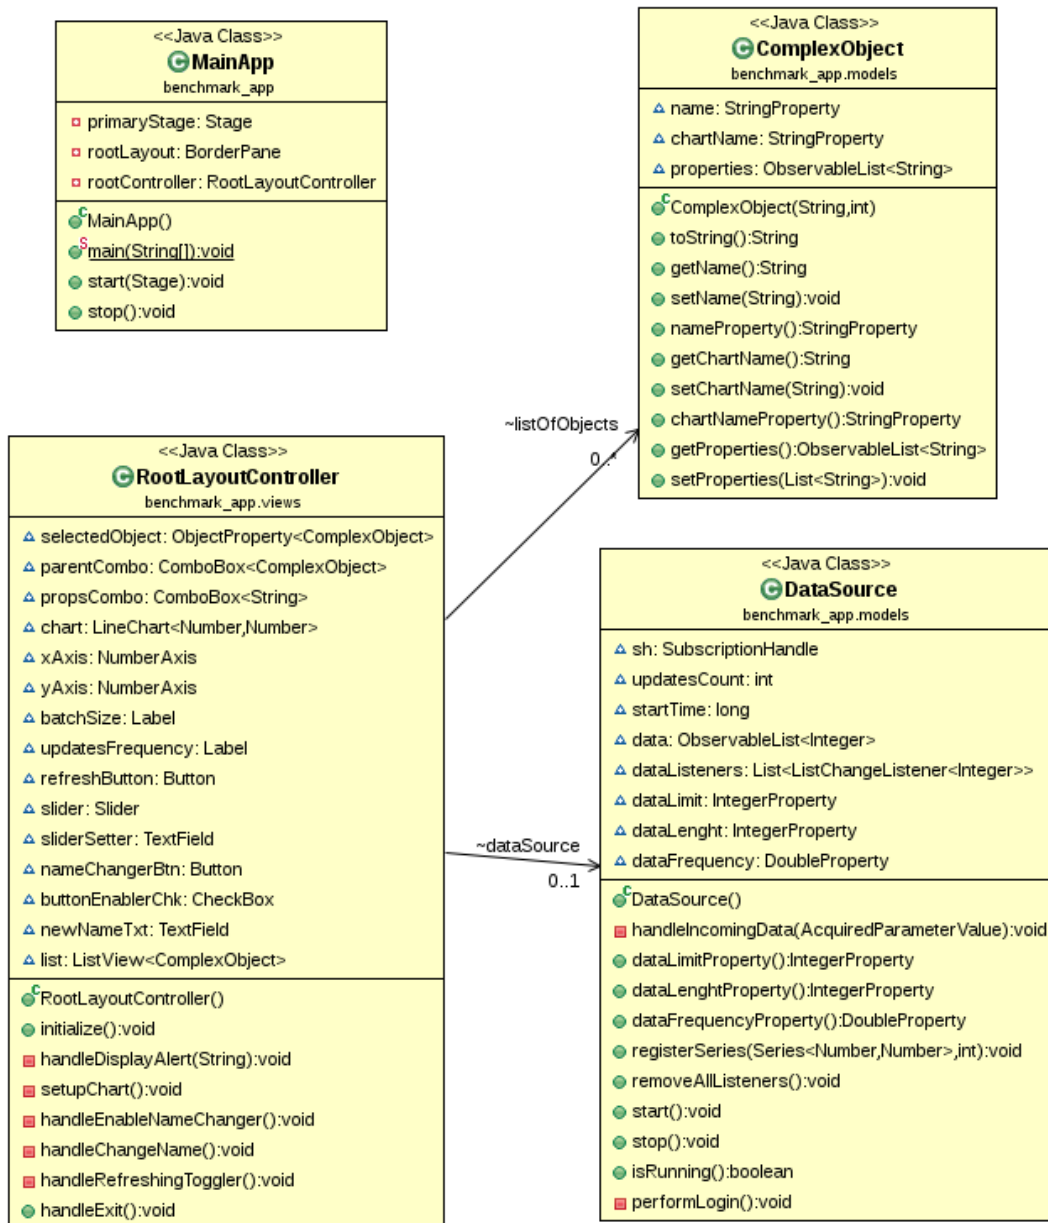 <<Java Class>>
MainApp
benchmark_app
primaryStage: Stage
rootLayout: BorderPane
rootController: RootLayoutController
MainApp()
main(String[]):void
start(Stage):void
stop():void
<<Java Class>>
ComplexObject
benchmark_app.models
name: StringProperty
chartName: StringProperty
properties: ObservableList<String>
ComplexObject(String,int)
toString():String
getName():String
setName(String):void
nameProperty():StringProperty
getChartName():String
setChartName(String):void
chartNameProperty():StringProperty
getProperties():ObservableList<String>
setProperties(List<String>):void
~listOfObjects
0..*
<<Java Class>>
RootLayoutController
benchmark_app.views
selectedObject: ObjectProperty<ComplexObject>
parentCombo: ComboBox<ComplexObject>
propsCombo: ComboBox<String>
chart: LineChart<Number,Number>
xAxis: NumberAxis
yAxis: NumberAxis
batchSize: Label
updatesFrequency: Label
refreshButton: Button
slider: Slider
sliderSetter: TextField
nameChangerBtn: Button
buttonEnablerChk: CheckBox
newNameTxt: TextField
list: ListView<ComplexObject>
RootLayoutController()
initialize():void
handleDisplayAlert(String):void
setupChart():void
handleEnableNameChanger():void
handleChangeName():void
handleRefreshingToggler():void
handleExit():void
~dataSource
0..1
<<Java Class>>
DataSource
benchmark_app.models
sh: SubscriptionHandle
updatesCount: int
startTime: long
data: ObservableList<Integer>
dataListeners: List<ListChangeListener<Integer>>
dataLimit: IntegerProperty
dataLenght: IntegerProperty
dataFrequency: DoubleProperty
DataSource()
handleIncomingData(AcquiredParameterValue):void
dataLimitProperty():IntegerProperty
dataLenghtProperty():IntegerProperty
dataFrequencyProperty():DoubleProperty
registerSeries(Series<Number,Number>,int):void
removeAllListeners():void
start():void
stop():void
isRunning():boolean
performLogin():void